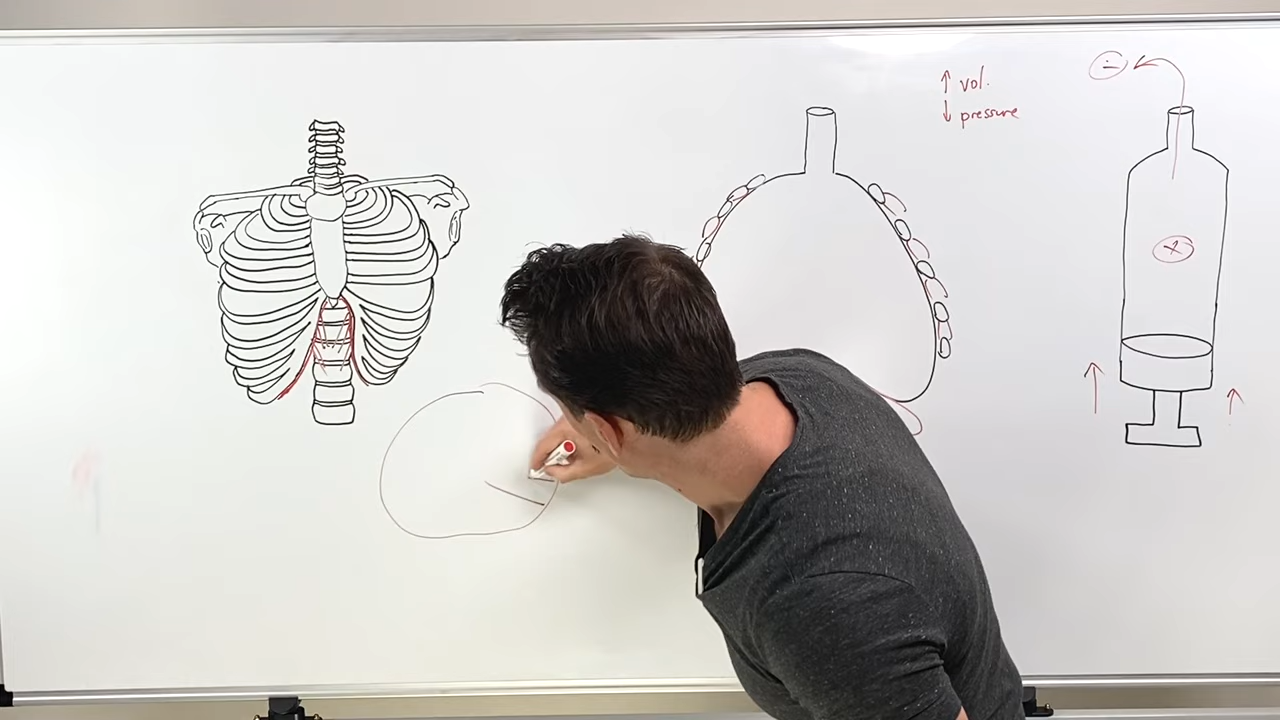 ↑ vol.
↓ pressure
-
+